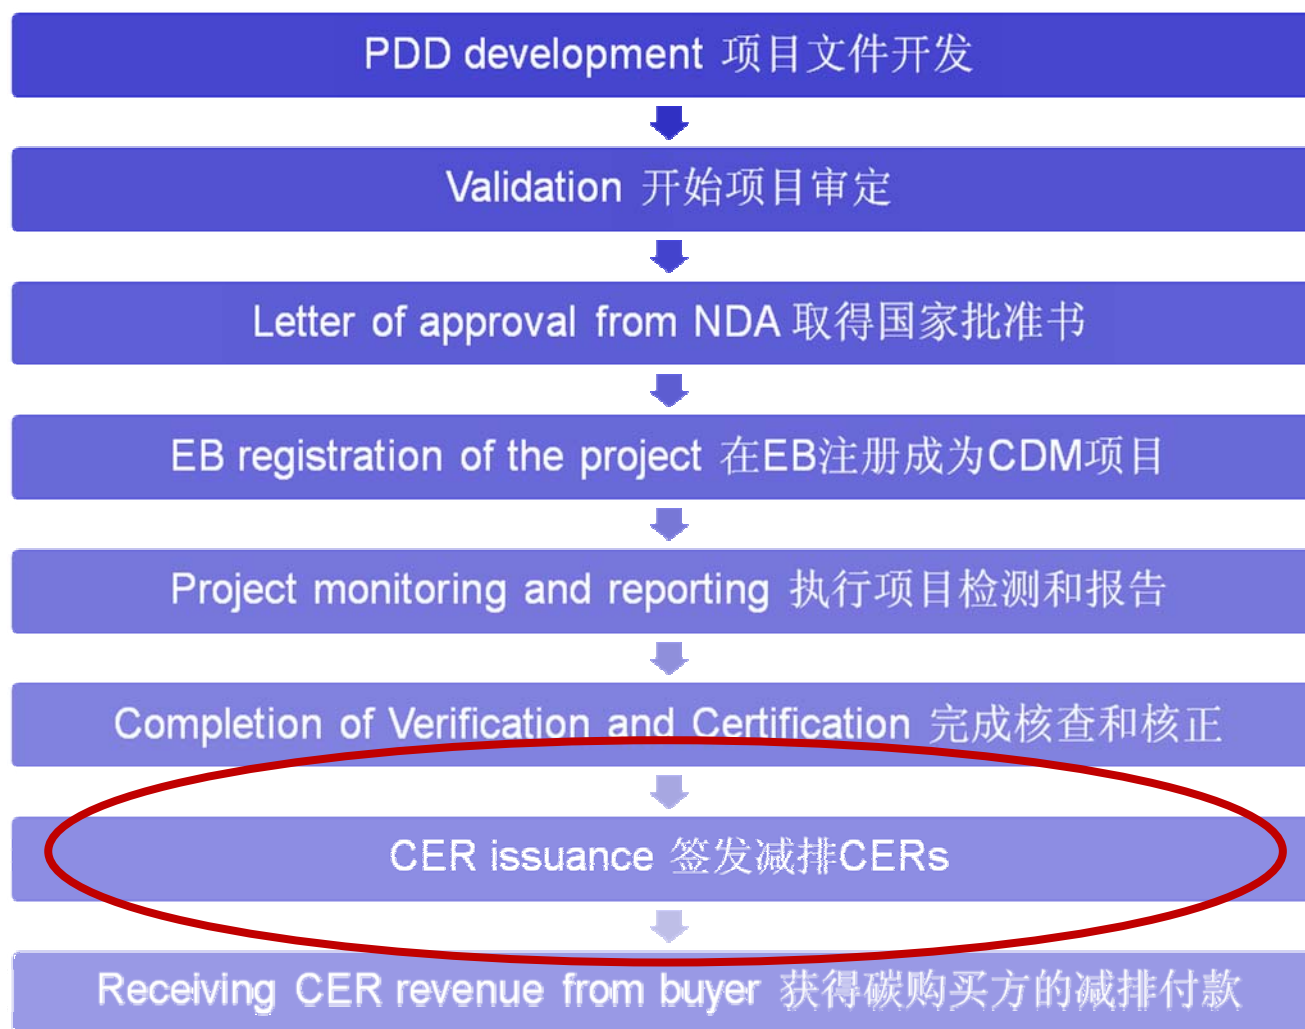 PDD development 项目文件开发
Validation 开始项目审定
Letter of approval from NDA 取得国家批准书
EB registration of the project 在EB注册成为CDM项目
Project monitoring and reporting 执行项目检测和报告
Completion of Verification and Certification 完成核查和核正
CER issuance 签发减排CERs
Receiving CER revenue from buyer 获得碳购买方的减排付款